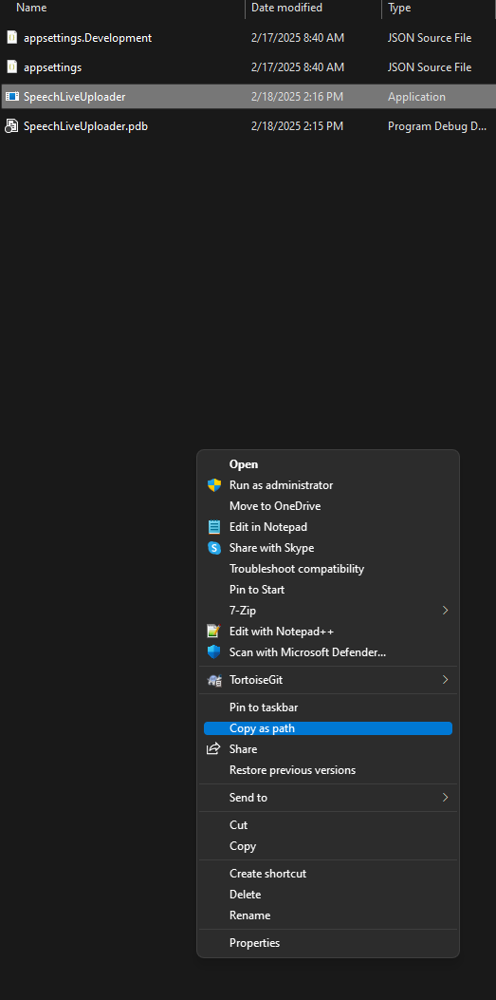 Name Date modified Type
appsettings.Development 2/17/2025 8:40 AM JSON Source File
appsettings 2/17/2025 8:40 AM JSON Source File
SpeechLiveUploader 2/18/2025 2:16 PM Application
SpeechLiveUploader.pdb 2/18/2025 2:15 PM Program Debug D...
Open
Run as administrator
Move to OneDrive
Edit in Notepad
Share with Skype
Troubleshoot compatibility
Pin to Start
7-Zip
Edit with Notepad++
Scan with Microsoft Defender...
TortoiseGit
Pin to taskbar
Copy as path
Share
Restore previous versions
Send to
Cut
Copy
Create shortcut
Delete
Rename
Properties